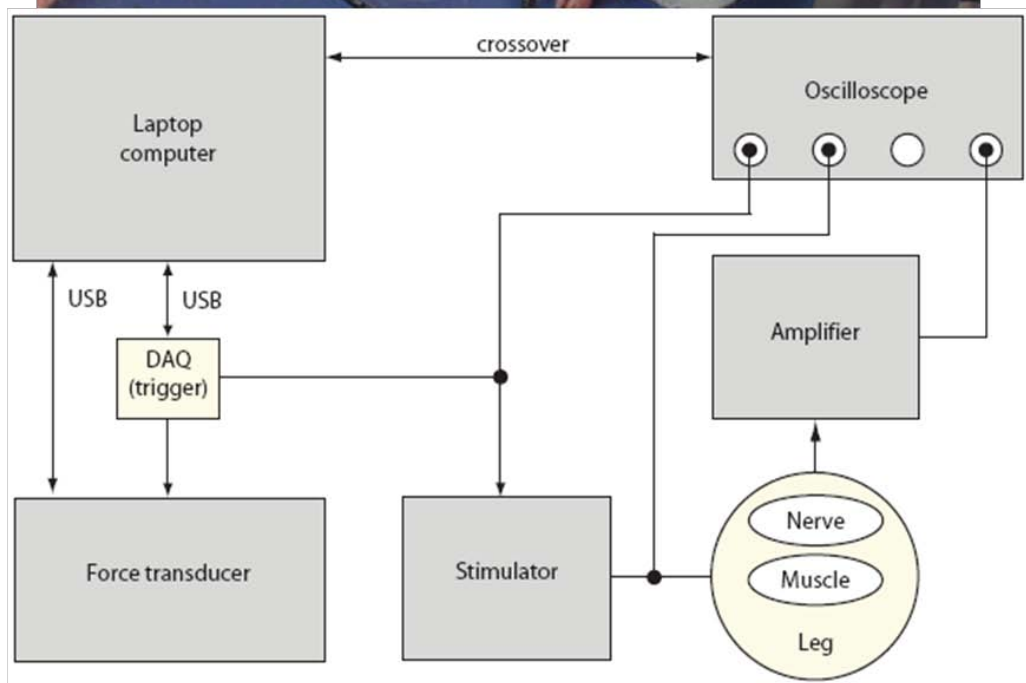 crossover
Laptop
computer
Oscilloscope
USB
USB
DAQ
(trigger)
Amplifier
Force transducer
Stimulator
Nerve
Muscle
Leg